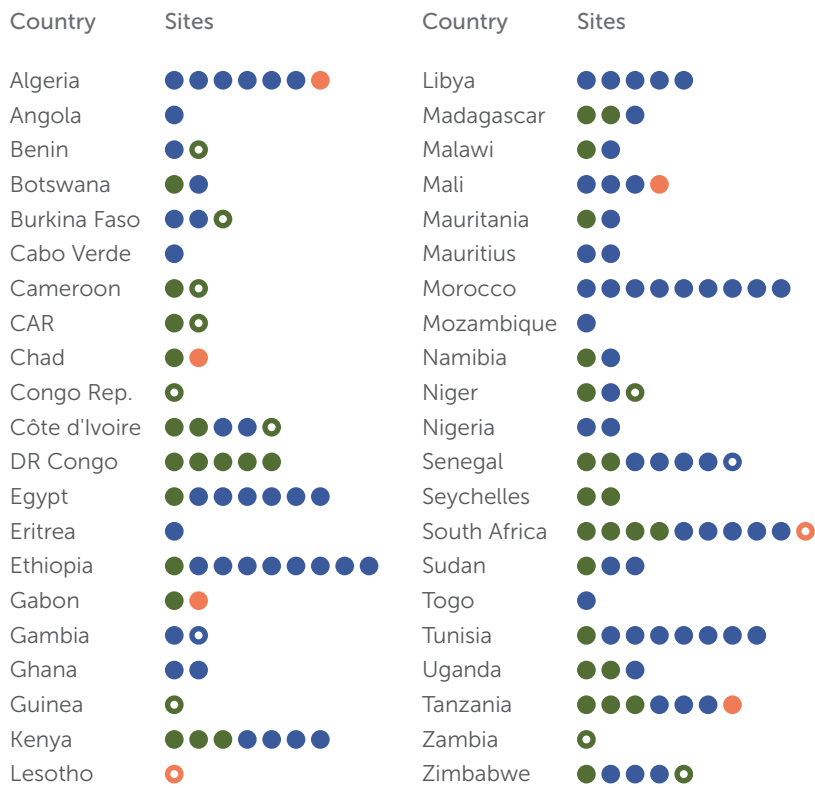 Country Sites
Algeria
Angola
Benin
Botswana
Burkina Faso
Cabo Verde
Cameroon
CAR
Chad
Congo Rep.
Côte d'Ivoire
DR Congo
Egypt
Eritrea
Ethiopia
Gabon
Gambia
Ghana
Guinea
Kenya
Lesotho
Country Sites
Libya
Madagascar
Malawi
Mali
Mauritania
Mauritius
Morocco
Mozambique
Namibia
Niger
Nigeria
Senegal
Seychelles
South Africa
Sudan
Togo
Tunisia
Uganda
Tanzania
Zambia
Zimbabwe